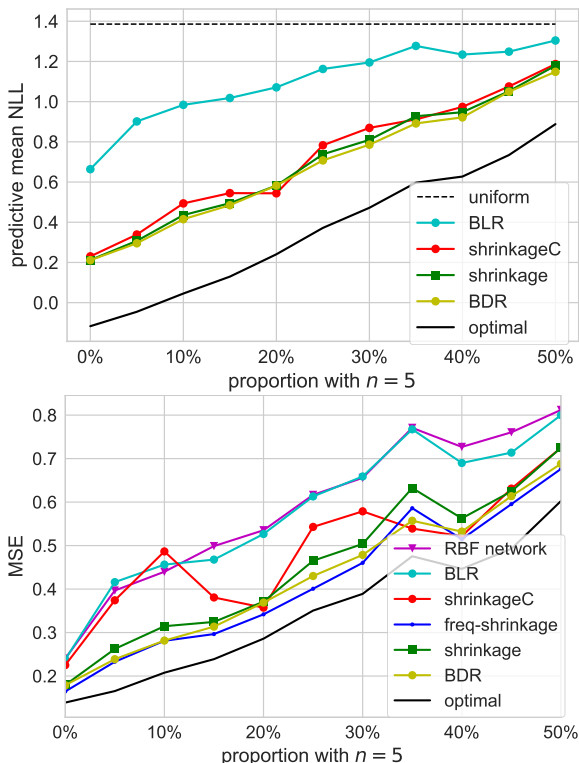 1.4
1.2
1.0
0.8
0.6
0.4
0.2
0.0
predictive mean NLL
uniform
BLR
shrinkageC
shrinkage
BDR
optimal
0% 10% 20% 30% 40% 50%
proportion with n = 5
0.8
0.7
0.6
0.5
0.4
0.3
0.2
MSE
RBF network
BLR
shrinkageC
freq-shrinkage
shrinkage
BDR
optimal
0% 10% 20% 30% 40% 50%
proportion with n = 5